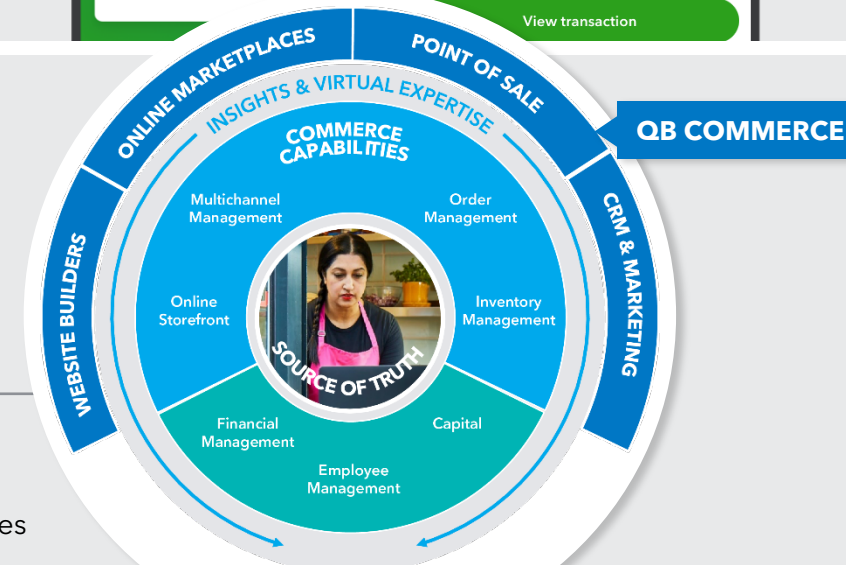 View transaction
ONLINE MARKETPLACES
POINT OF SALE
INSIGHTS & VIRTUAL EXPERTISE
QB COMMERCE
COMMERCE
CAPABILITIES
WEBSITE BUILDERS
CRM & MARKETING
Multichannel
Management
Order
Management
Online
Storefront
Inventory
Management
SOURCE OF TRUTH
Financial
Management
Capital
Employee
Management
es